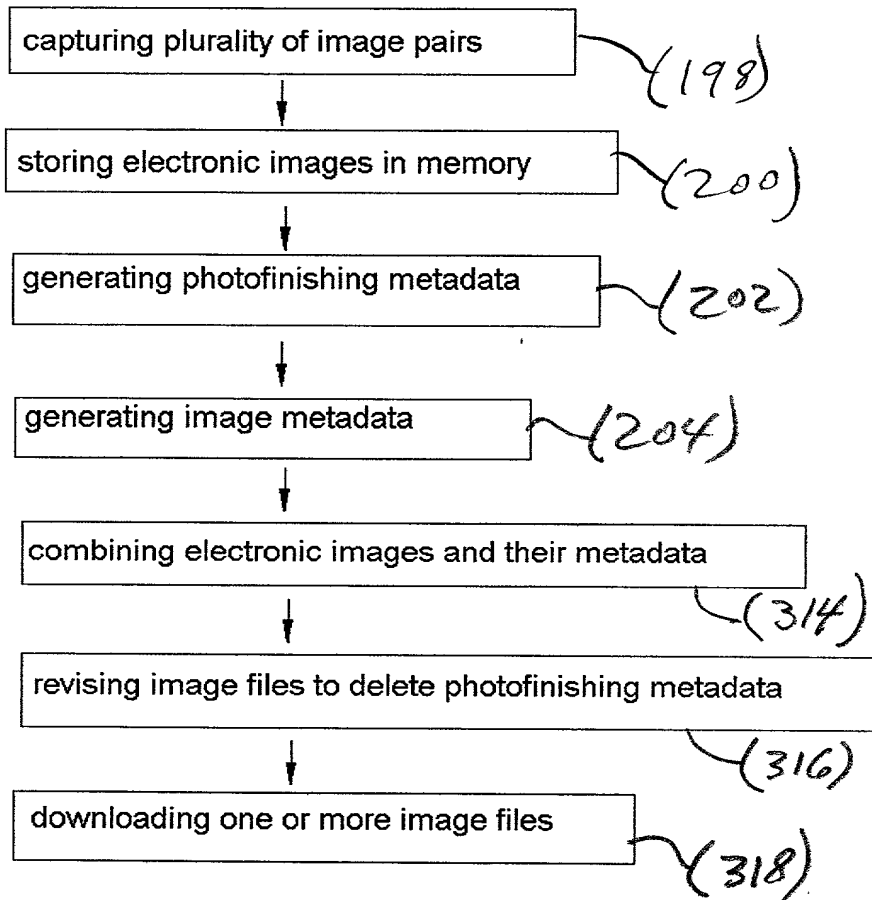 capturing plurality of image pairs
(198)
storing electronic images in memory
(200)
generating photofinishing metadata
(202)
generating image metadata
(204)
combining electronic images and their metadata
(314)
revising image files to delete photofinishing metadata
(316)
downloading one or more image files
(318)